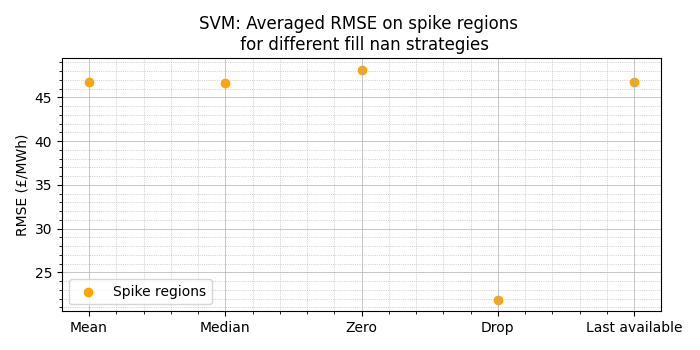 SVM: Averaged RMSE on spike regions
for different fill nan strategies
RMSE (£/MWh)
45
40
35
30
25
Spike regions
Mean
Median
Zero
Drop
Last available